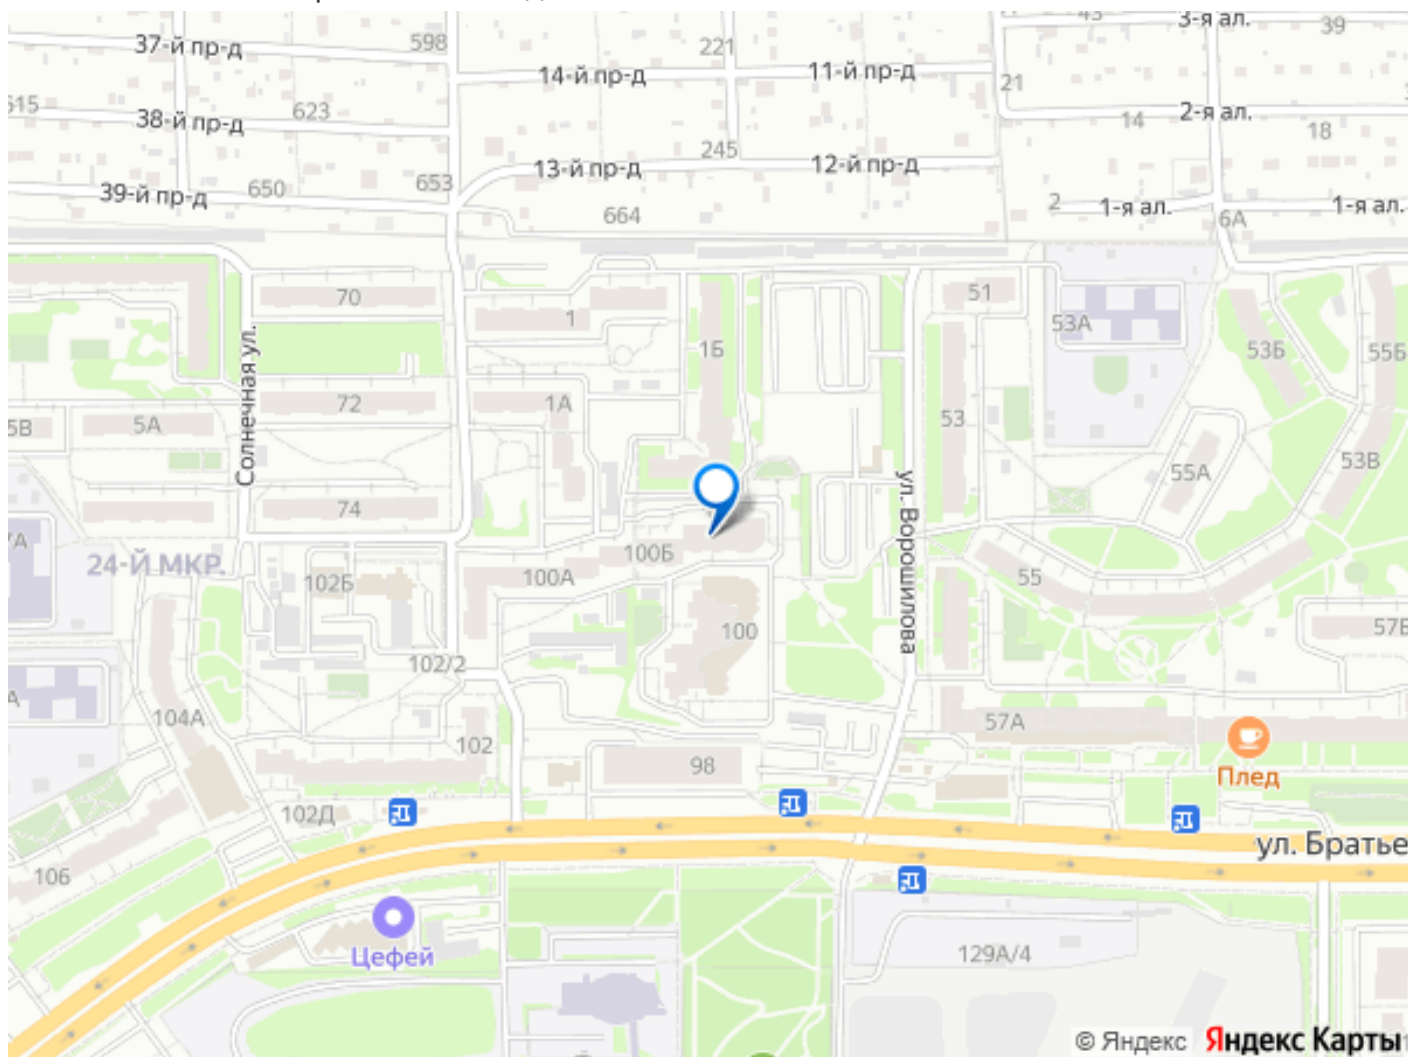 3-я ал.
43
39
37-й пр-д
598
221
14-й пр-д
11-й пр-д
21
615
623
38-й пр-д
14
2-я ал.
18
245
13-й пр-д
12-й пр-д
39-й пр-д
650
653
664
2
1-я ал.
1-я ал.
6А
70
1
51
53А
1Б
53Б
55Б
Солнечная ул.
72
1А
5В
5А
53
55А
53В
74
ул. Ворошилова
24-Й МКР.
102Б
100А
100Б
55
100
57В
102/2
104А
102
57А
98
Плед
102Д
ул. Братье
106
Цефей
129А/4
© Яндекс
Яндекс Карты